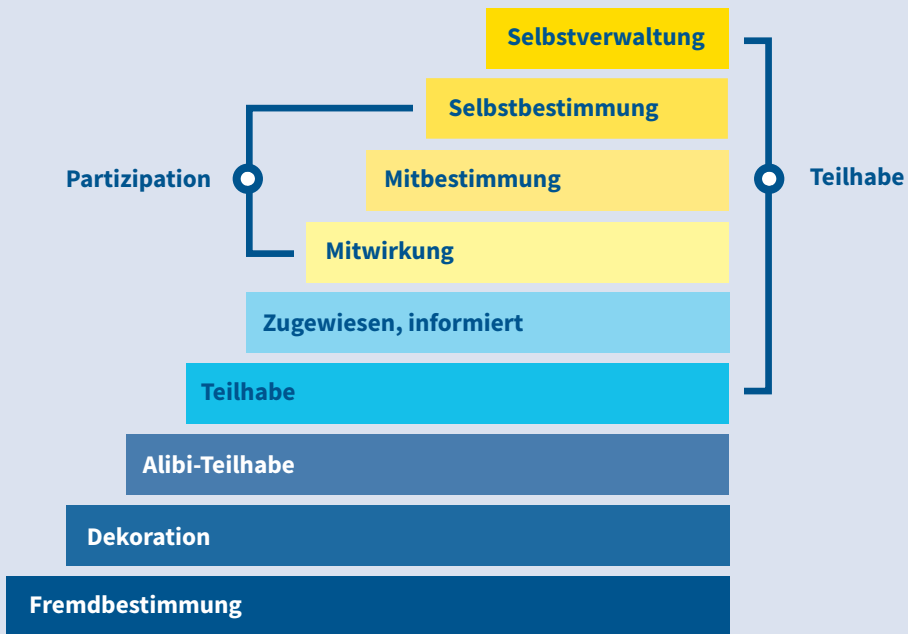 Selbstverwaltung
Selbstbestimmung
Partizipation
Mitbestimmung
Teilhabe
Mitwirkung
Zugewiesen, informiert
Teilhabe
Alibi-Teilhabe
Dekoration
Fremdbestimmung